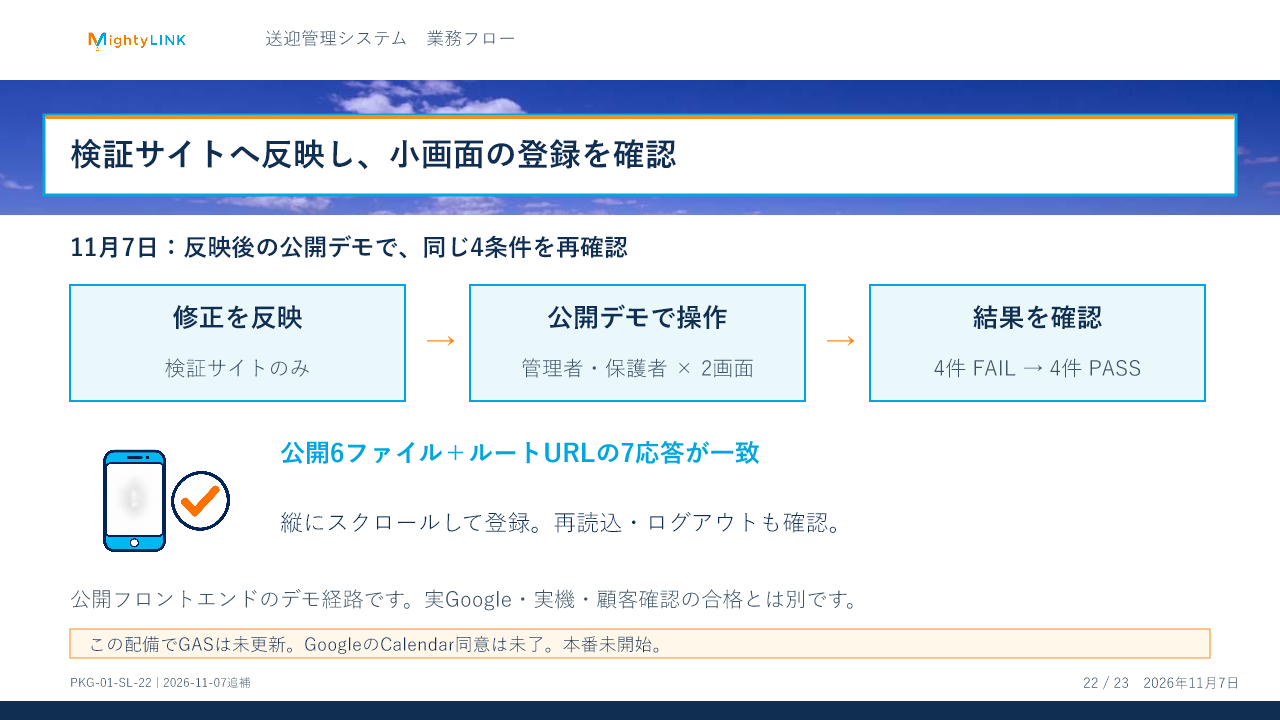 MightyLINK
送迎管理システム　業務フロー
検証サイトへ反映し、小画面の登録を確認
11月7日：反映後の公開デモで、同じ4条件を再確認
修正を反映
検証サイトのみ
→
公開デモで操作
管理者・保護者 × 2画面
→
結果を確認
4件 FAIL → 4件 PASS
公開6ファイル＋ルートURLの7応答が一致
縦にスクロールして登録。再読込・ログアウトも確認。
公開フロントエンドのデモ経路です。実Google・実機・顧客確認の合格とは別です。
この配備でGASは未更新。GoogleのCalendar同意は未了。本番未開始。
PKG-01-SL-22 | 2026-11-07追補
22 / 23　2026年11月7日